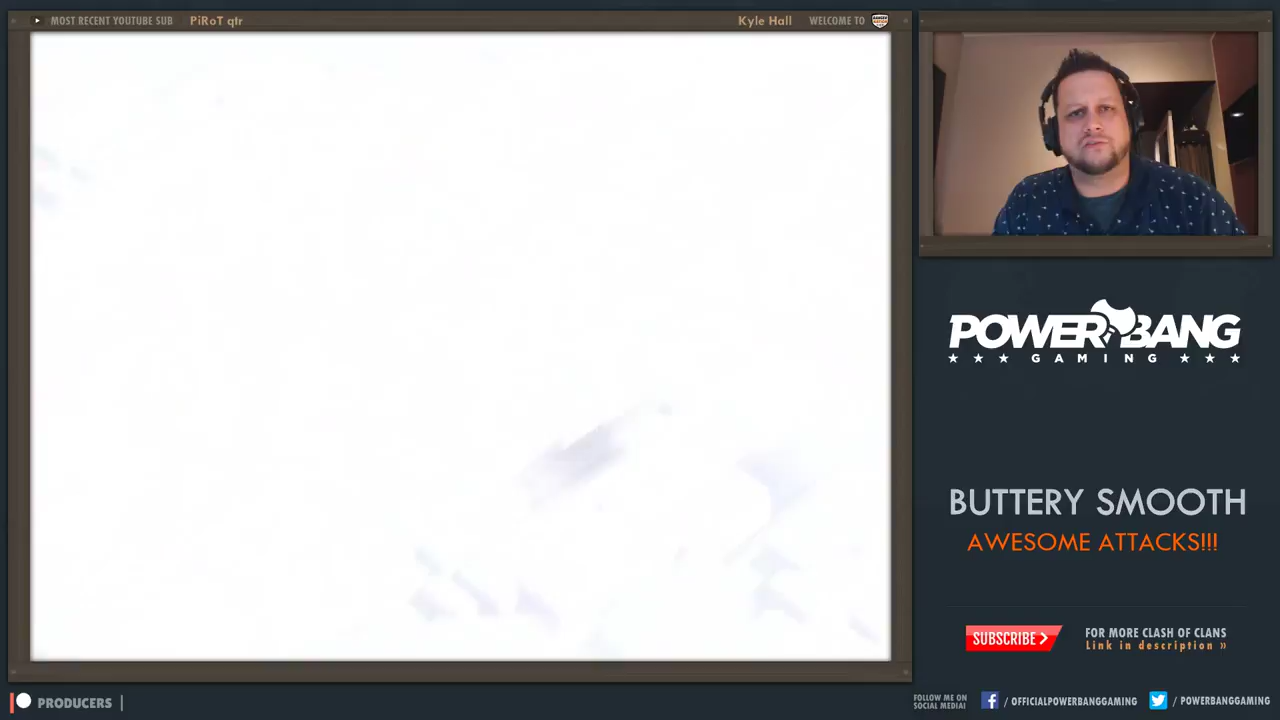 MOST RECENT YOUTUBE SUB PiRoT qtr
Kyle Hall WELCOME TO
POWERBANG
GAMING
BUTTERY SMOOTH
AWESOME ATTACKS!!!
SUBSCRIBE >
FOR MORE CLASH OF CLANS
Link in description »
PRODUCERS
FOLLOW ME ON
SOCIAL MEDIA!
/ OFFICIALPOWERBANGGAMING
/ POWERBANGGAMING